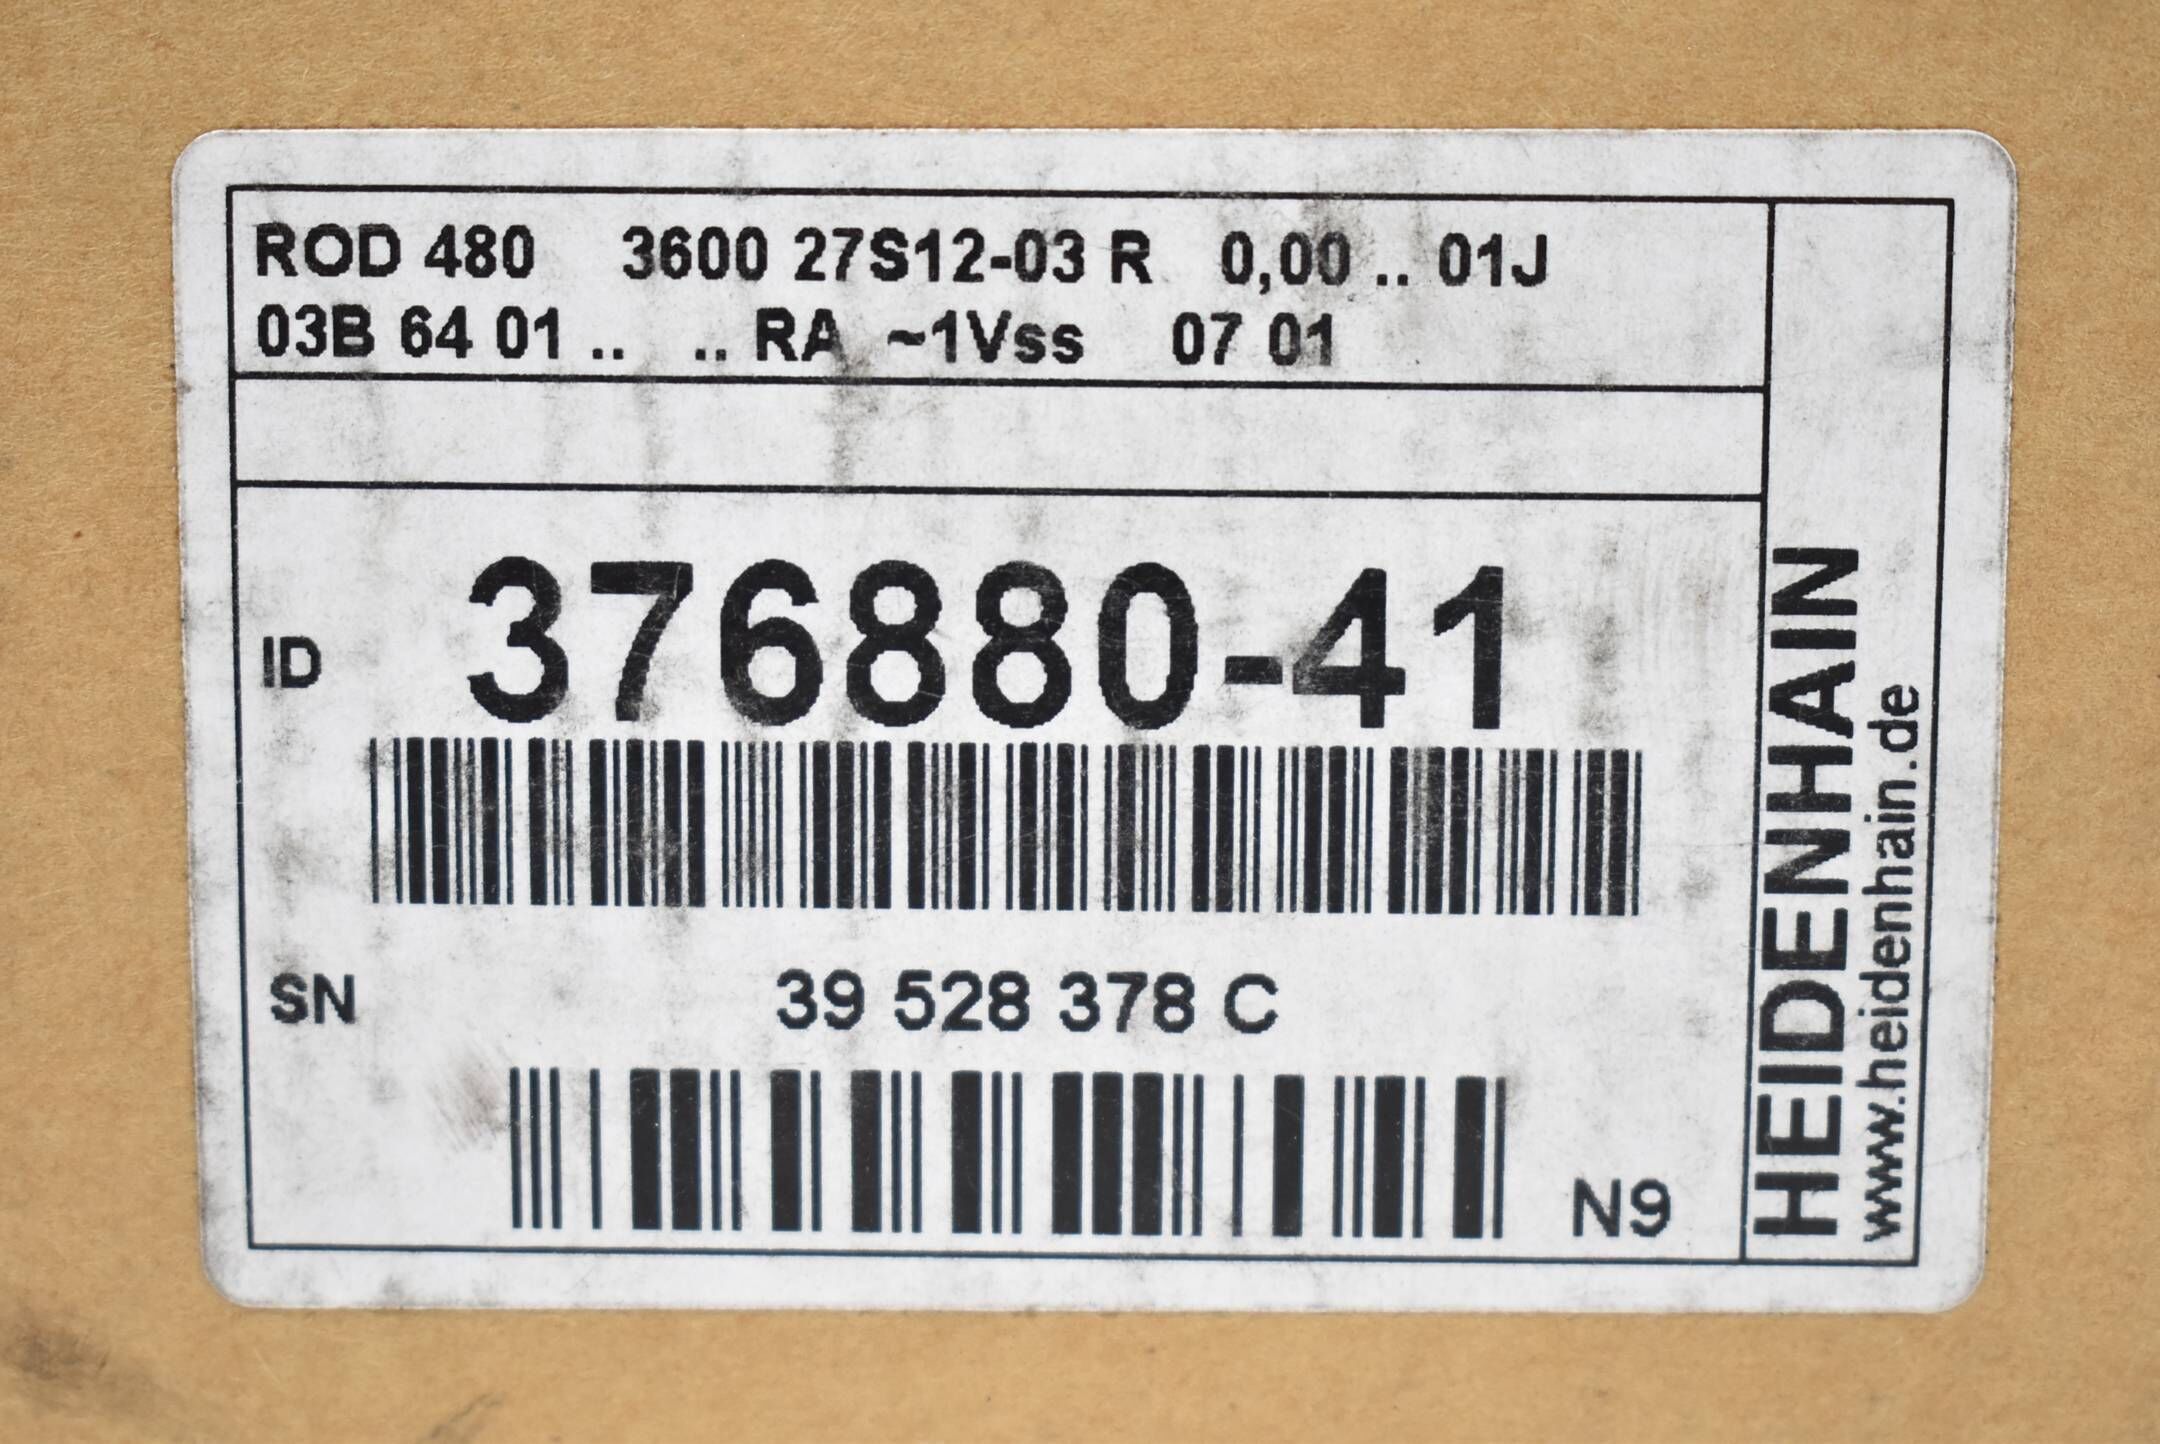 ROD 480 3600 27S12-03 R 0,00 .. 01J
03B 64 01 .. .. RA ~1Vss 07 01
ID 376880-41
SN 39 528 378 C
N9
HEIDENHAIN
www.heidenhain.de